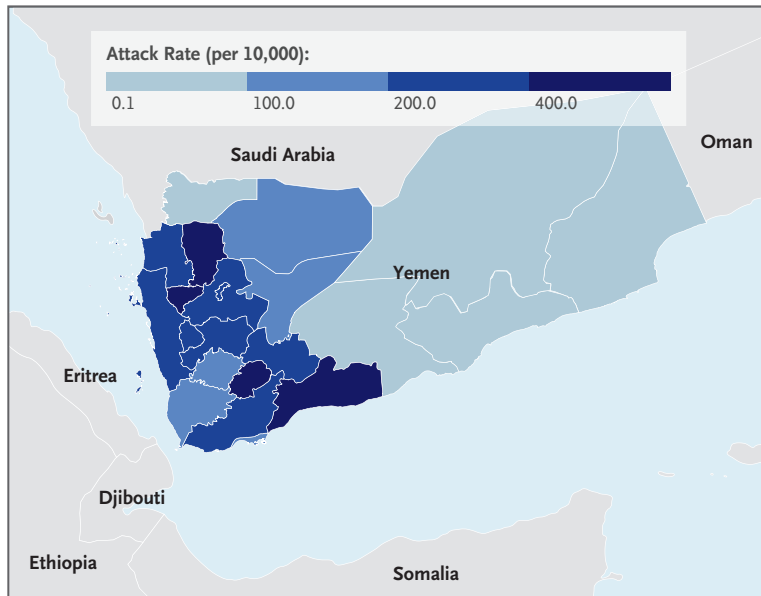 Attack Rate (per 10,000):
0.1 100.0 200.0 400.0
Saudi Arabia
Oman
Yemen
Eritrea
Djibouti
Ethiopia
Somalia